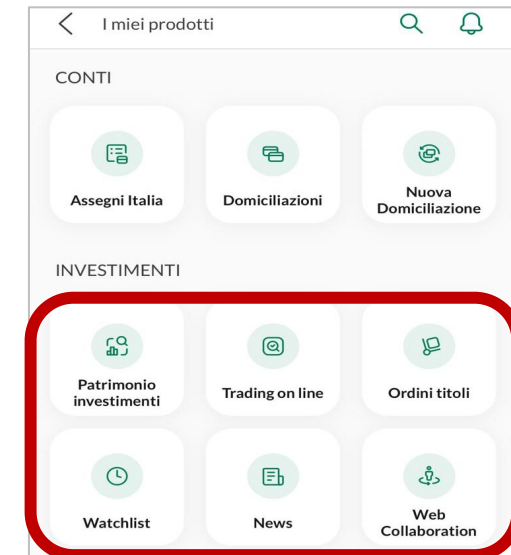 I miei prodotti
CONTI
Assegni Italia
Domiciliazioni
Nuova
Domiciliazione
INVESTIMENTI
Patrimonio
investimenti
Trading on line
Ordini titoli
Watchlist
News
Web
Collaboration